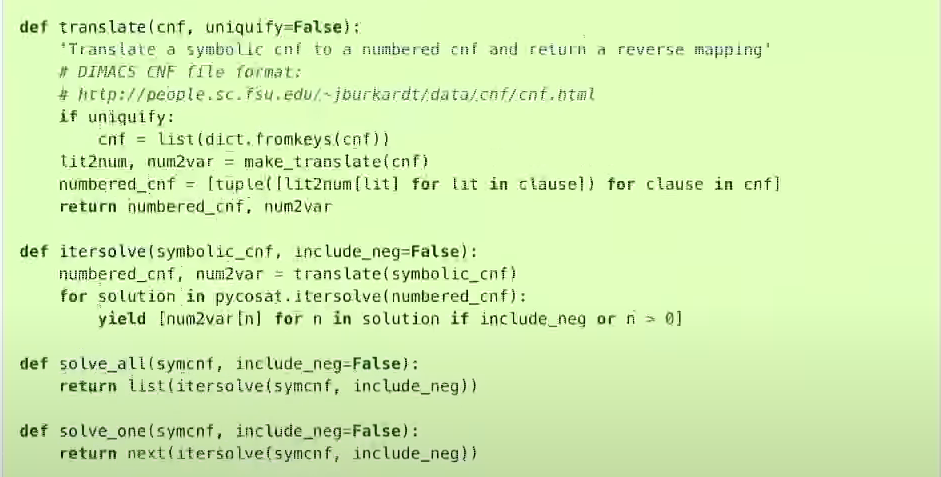 def translate(cnf, uniquify=False):
    'Translate a symbolic cnf to a numbered cnf and return a reverse mapping'
    # DIMACS CNF file format:
    # http://people.sc.fsu.edu/~jburkardt/data/cnf/cnf.html
    if uniquify:
        cnf = list(dict.fromkeys(cnf))
    lit2num, num2var = make_translate(cnf)
    numbered_cnf = [tuple([lit2num[lit] for lit in clause]) for clause in cnf]
    return numbered_cnf, num2var
def itersolve(symbolic_cnf, include_neg=False):
    numbered_cnf, num2var = translate(symbolic_cnf)
    for solution in pycosat.itersolve(numbered_cnf):
        yield [num2var[n] for n in solution if include_neg or n > 0]
def solve_all(symcnf, include_neg=False):
    return list(itersolve(symcnf, include_neg))
def solve_one(symcnf, include_neg=False):
    return next(itersolve(symcnf, include_neg))